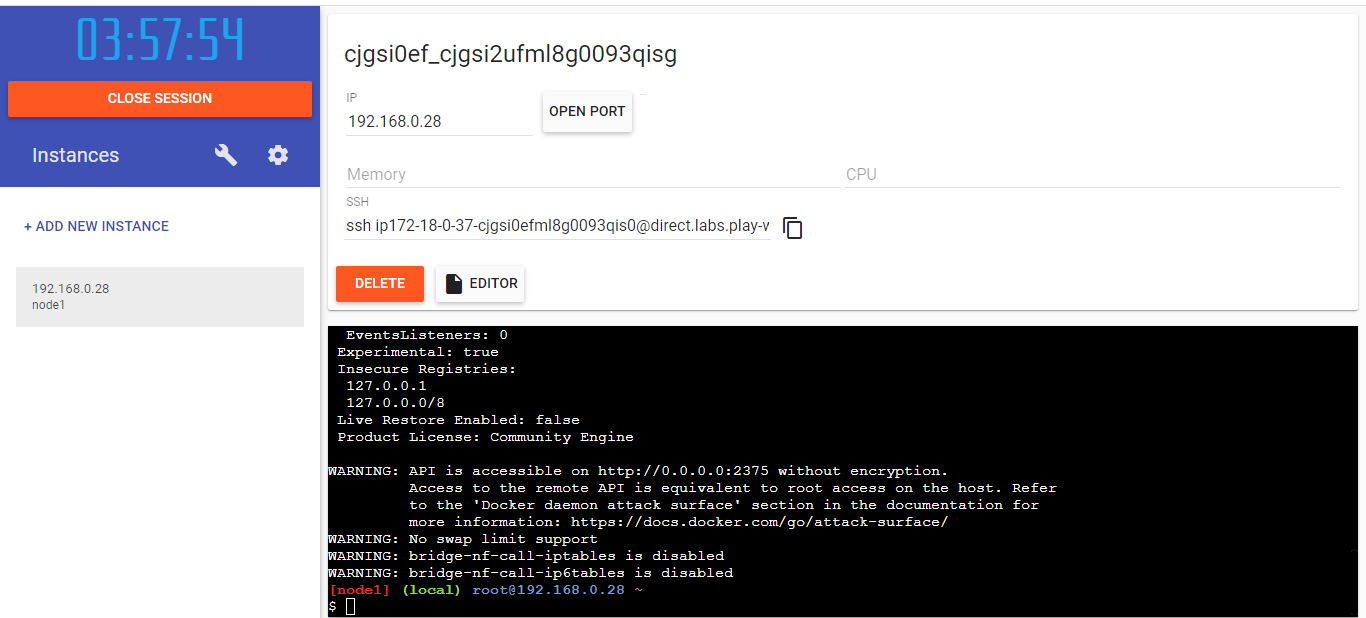 03:57:54
CLOSE SESSION
Instances
+ ADD NEW INSTANCE
192.168.0.28
node1
cjgsi0ef_cjgsi2ufml8g0093qisg
IP
192.168.0.28
OPEN PORT
Memory
CPU
SSH
ssh ip172-18-0-37-cjgsi0efml8g0093qis0@direct.labs.play-w
DELETE
EDITOR
EventsListeners: 0
Experimental: true
Insecure Registries:
127.0.0.1
127.0.0.0/8
Live Restore Enabled: false
Product License: Community Engine
WARNING: API is accessible on http://0.0.0.0:2375 without encryption.
Access to the remote API is equivalent to root access on the host. Refer
to the 'Docker daemon attack surface' section in the documentation for
more information: https://docs.docker.com/go/attack-surface/
WARNING: No swap limit support
WARNING: bridge-nf-call-iptables is disabled
WARNING: bridge-nf-call-ip6tables is disabled
[node1] (local) root@192.168.0.28 ~
$